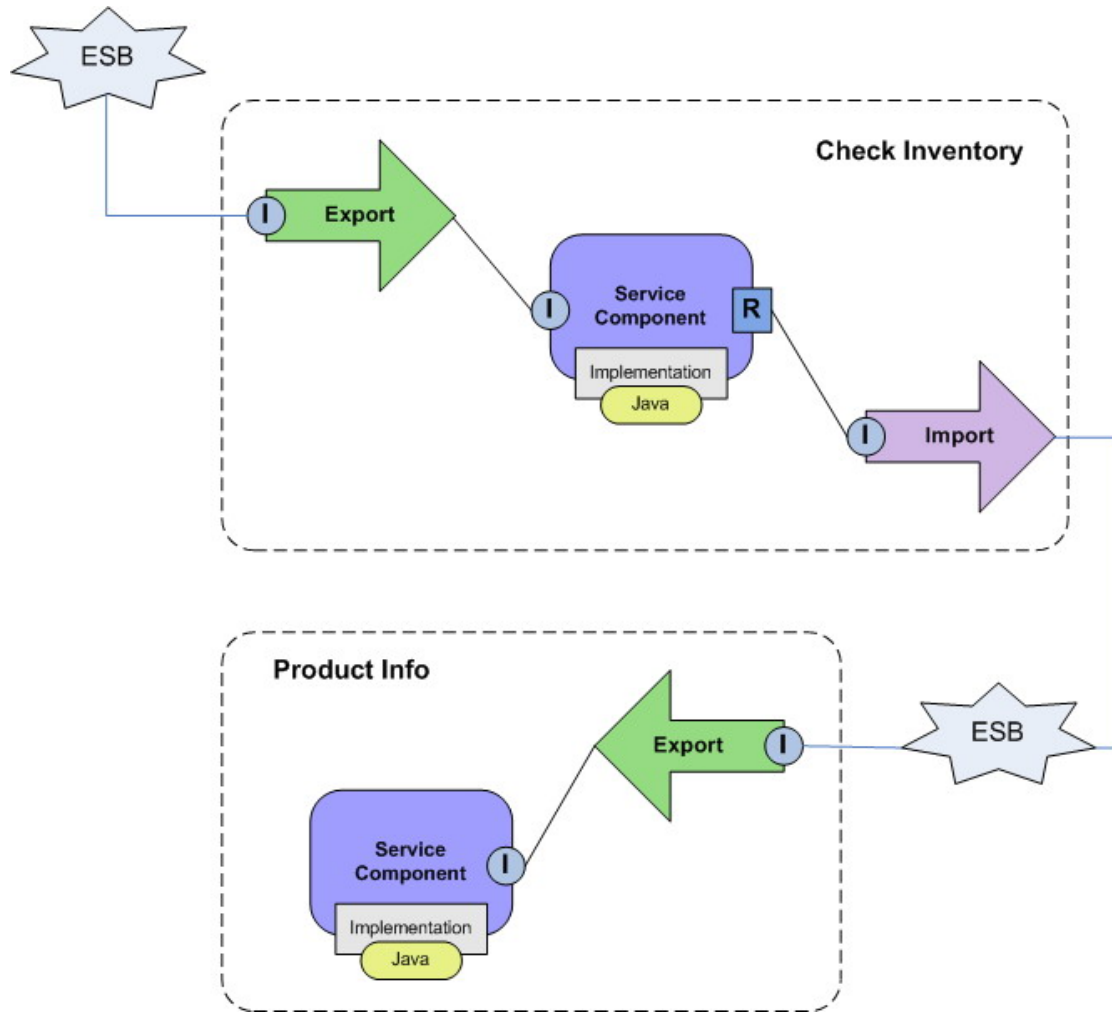 ESB
Check Inventory
I
Export
I
Service
Component
R
Implementation
Java
I
Import
Product Info
Export
I
ESB
Service
Component
I
Implementation
Java